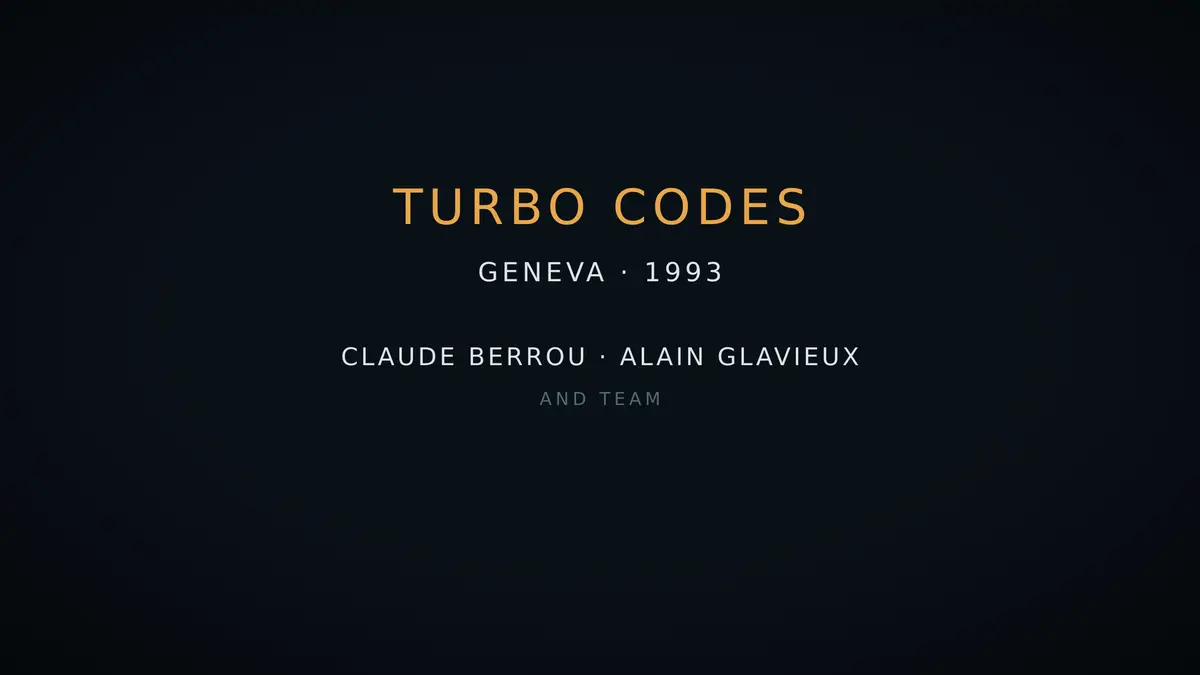 TURBO CODES
GENEVA · 1993
CLAUDE BERROU · ALAIN GLAVIEUX
AND TEAM